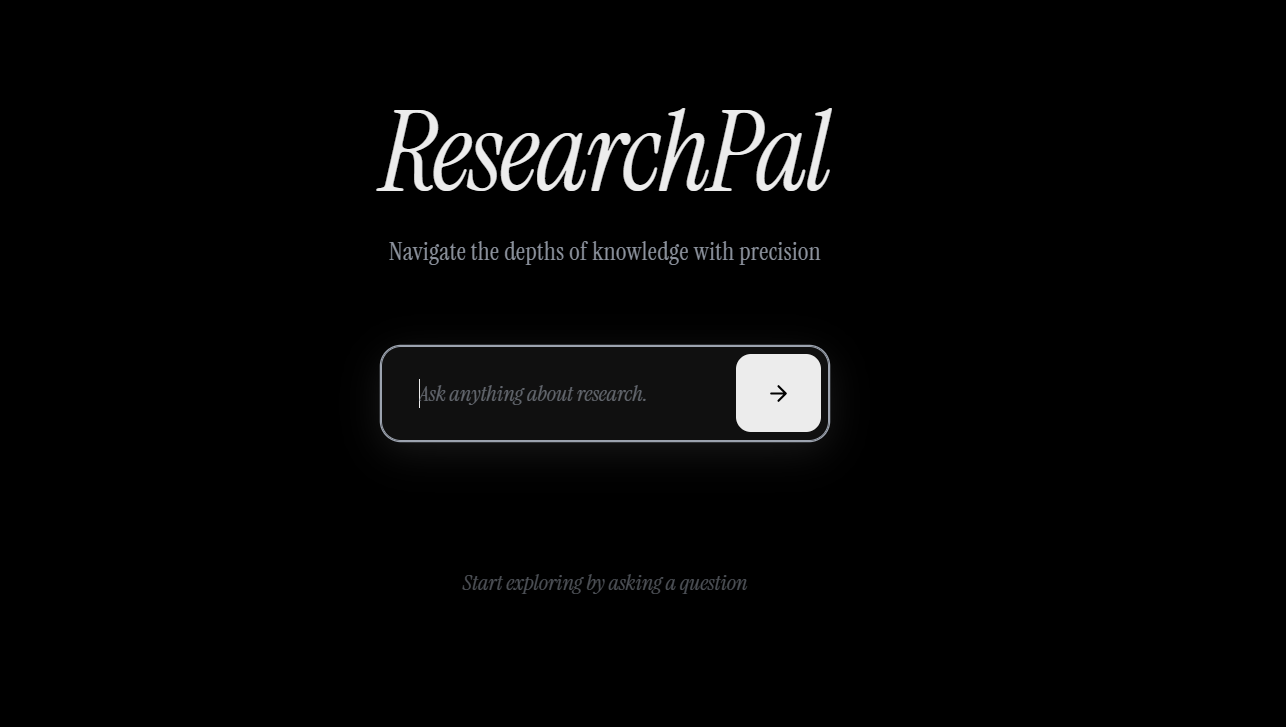 ResearchPal
Navigate the depths of knowledge with precision
Ask anything about research.
Start exploring by asking a question